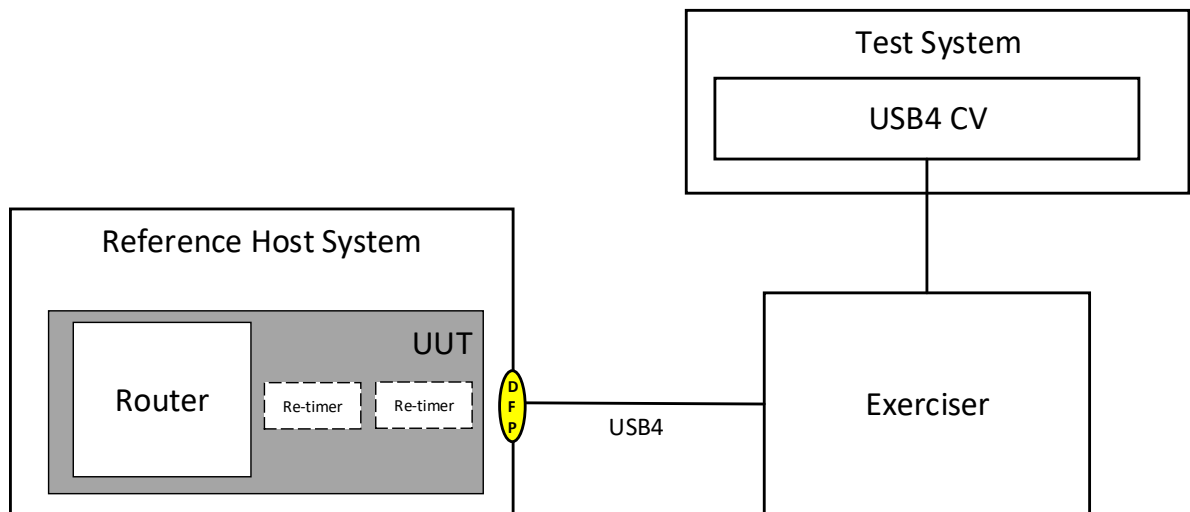 Test System
USB4 CV
Reference Host System
UUT
Router
Re-timer
Re-timer
D
F
P
USB4
Exerciser